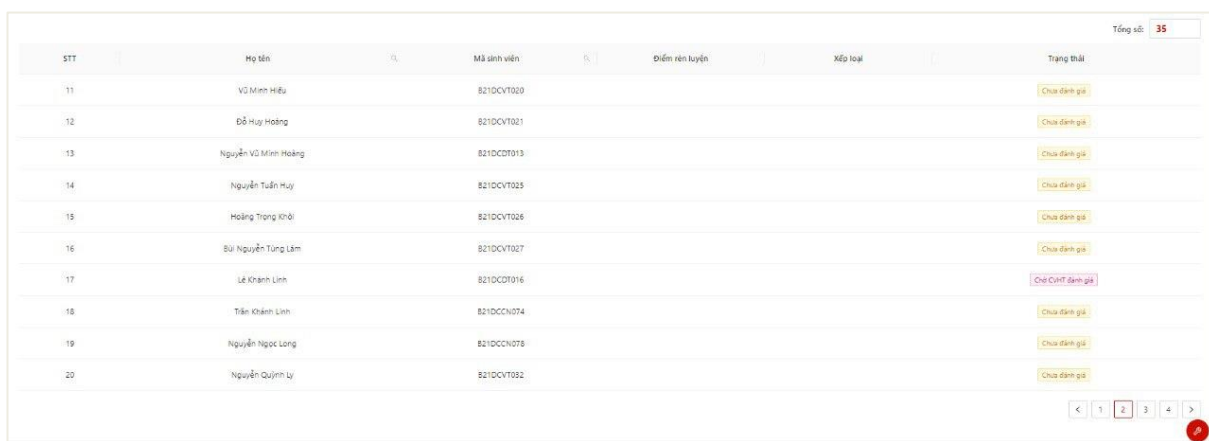 Tổng số: 35
STT Họ tên Mã sinh viên Điểm rèn luyện Xếp loại Trạng thái
11 Vũ Minh Hiếu B21DCVT020 Chưa đánh giá
12 Đỗ Huy Hoàng B21DCVT021 Chưa đánh giá
13 Nguyễn Vũ Minh Hoàng B21DCDT013 Chưa đánh giá
14 Nguyễn Tuấn Huy B21DCVT025 Chưa đánh giá
15 Hoàng Trọng Khôi B21DCVT026 Chưa đánh giá
16 Bùi Nguyễn Tùng Lâm B21DCVT027 Chưa đánh giá
17 Lê Khánh Linh B21DCDT016 Chờ CVHT đánh giá
18 Trần Khánh Linh B21DCCN074 Chưa đánh giá
19 Nguyễn Ngọc Long B21DCCN078 Chưa đánh giá
20 Nguyễn Quỳnh Ly B21DCVT032 Chưa đánh giá
< 1 2 3 4 >